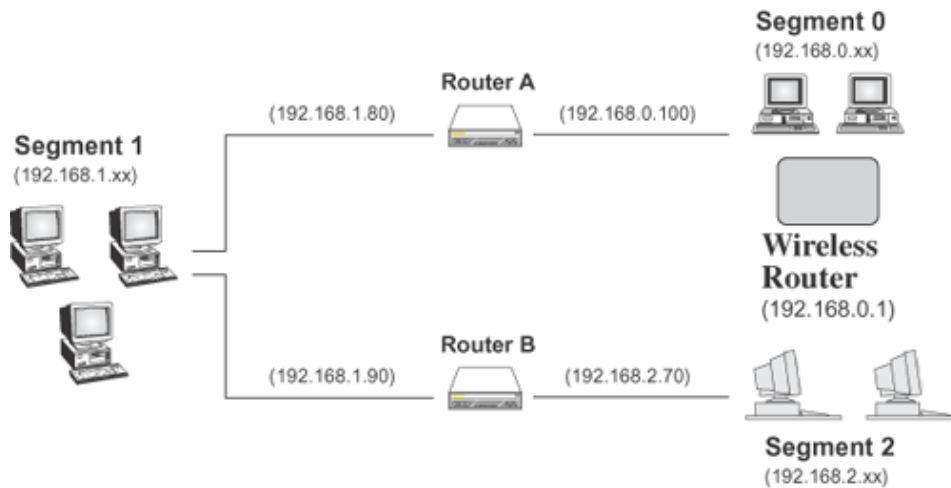 Segment 0
(192.168.0.xx)
Router A
(192.168.1.80)
(192.168.0.100)
Segment 1
(192.168.1.xx)
Wireless
Router
(192.168.0.1)
Router B
(192.168.1.90)
(192.168.2.70)
Segment 2
(192.168.2.xx)